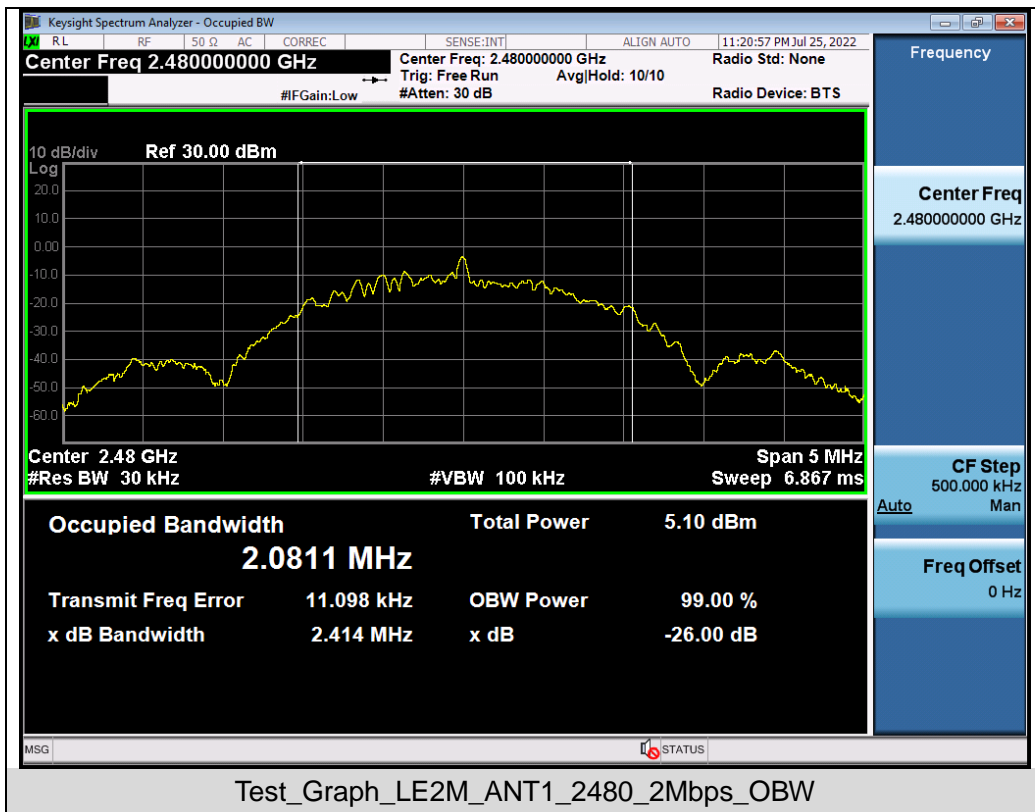 Keysight Spectrum Analyzer - Occupied BW
LXI RL RF 50 Ω AC CORREC SENSE:INT ALIGN AUTO 11:20:57 PM Jul 25, 2022
Center Freq 2.480000000 GHz
Center Freq: 2.480000000 GHz
Radio Std: None
Trig: Free Run Avg|Hold: 10/10
#IFGain:Low
#Atten: 30 dB
Radio Device: BTS
Frequency
10 dB/div Ref 30.00 dBm
Log
20.0
10.0
0.00
-10.0
-20.0
-30.0
-40.0
-50.0
-60.0
Center 2.48 GHz
Span 5 MHz
#Res BW 30 kHz
#VBW 100 kHz
Sweep 6.867 ms
Center Freq
2.480000000 GHz
CF Step
500.000 kHz
Auto Man
Freq Offset
0 Hz
Occupied Bandwidth
2.0811 MHz
Total Power 5.10 dBm
Transmit Freq Error 11.098 kHz
OBW Power 99.00 %
x dB Bandwidth 2.414 MHz
x dB -26.00 dB
MSG
STATUS
Test_Graph_LE2M_ANT1_2480_2Mbps_OBW